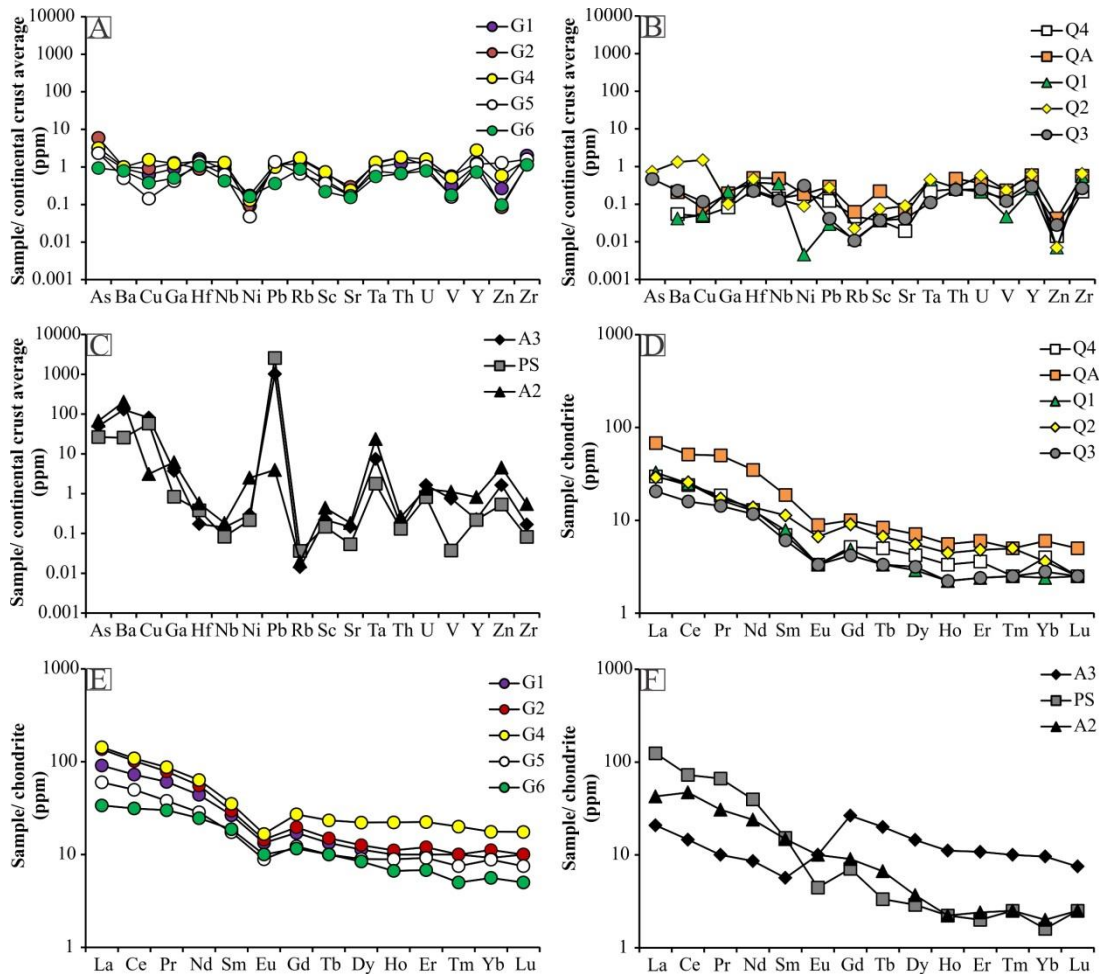 A
Sample/ continental crust average
(ppm)
10000
1000
100
10
1
0.1
0.01
0.001
As Ba Cu Ga Hf Nb Ni Pb Rb Sc Sr Ta Th U V Y Zn Zr
G1
G2
G4
G5
G6
B
Sample/ continental crust average
(ppm)
10000
1000
100
10
1
0.1
0.01
0.001
As Ba Cu Ga Hf Nb Ni Pb Rb Sc Sr Ta Th U V Y Zn Zr
Q4
QA
Q1
Q2
Q3
C
Sample/ continental crust average
(ppm)
10000
1000
100
10
1
0.1
0.01
0.001
As Ba Cu Ga Hf Nb Ni Pb Rb Sc Sr Ta Th U V Y Zn Zr
A3
PS
A2
D
Sample/ chondrite
(ppm)
1000
100
10
1
La Ce Pr Nd Sm Eu Gd Tb Dy Ho Er Tm Yb Lu
Q4
QA
Q1
Q2
Q3
E
Sample/ chondrite
(ppm)
1000
100
10
1
La Ce Pr Nd Sm Eu Gd Tb Dy Ho Er Tm Yb Lu
G1
G2
G4
G5
G6
F
Sample/ chondrite
(ppm)
1000
100
10
1
La Ce Pr Nd Sm Eu Gd Tb Dy Ho Er Tm Yb Lu
A3
PS
A2